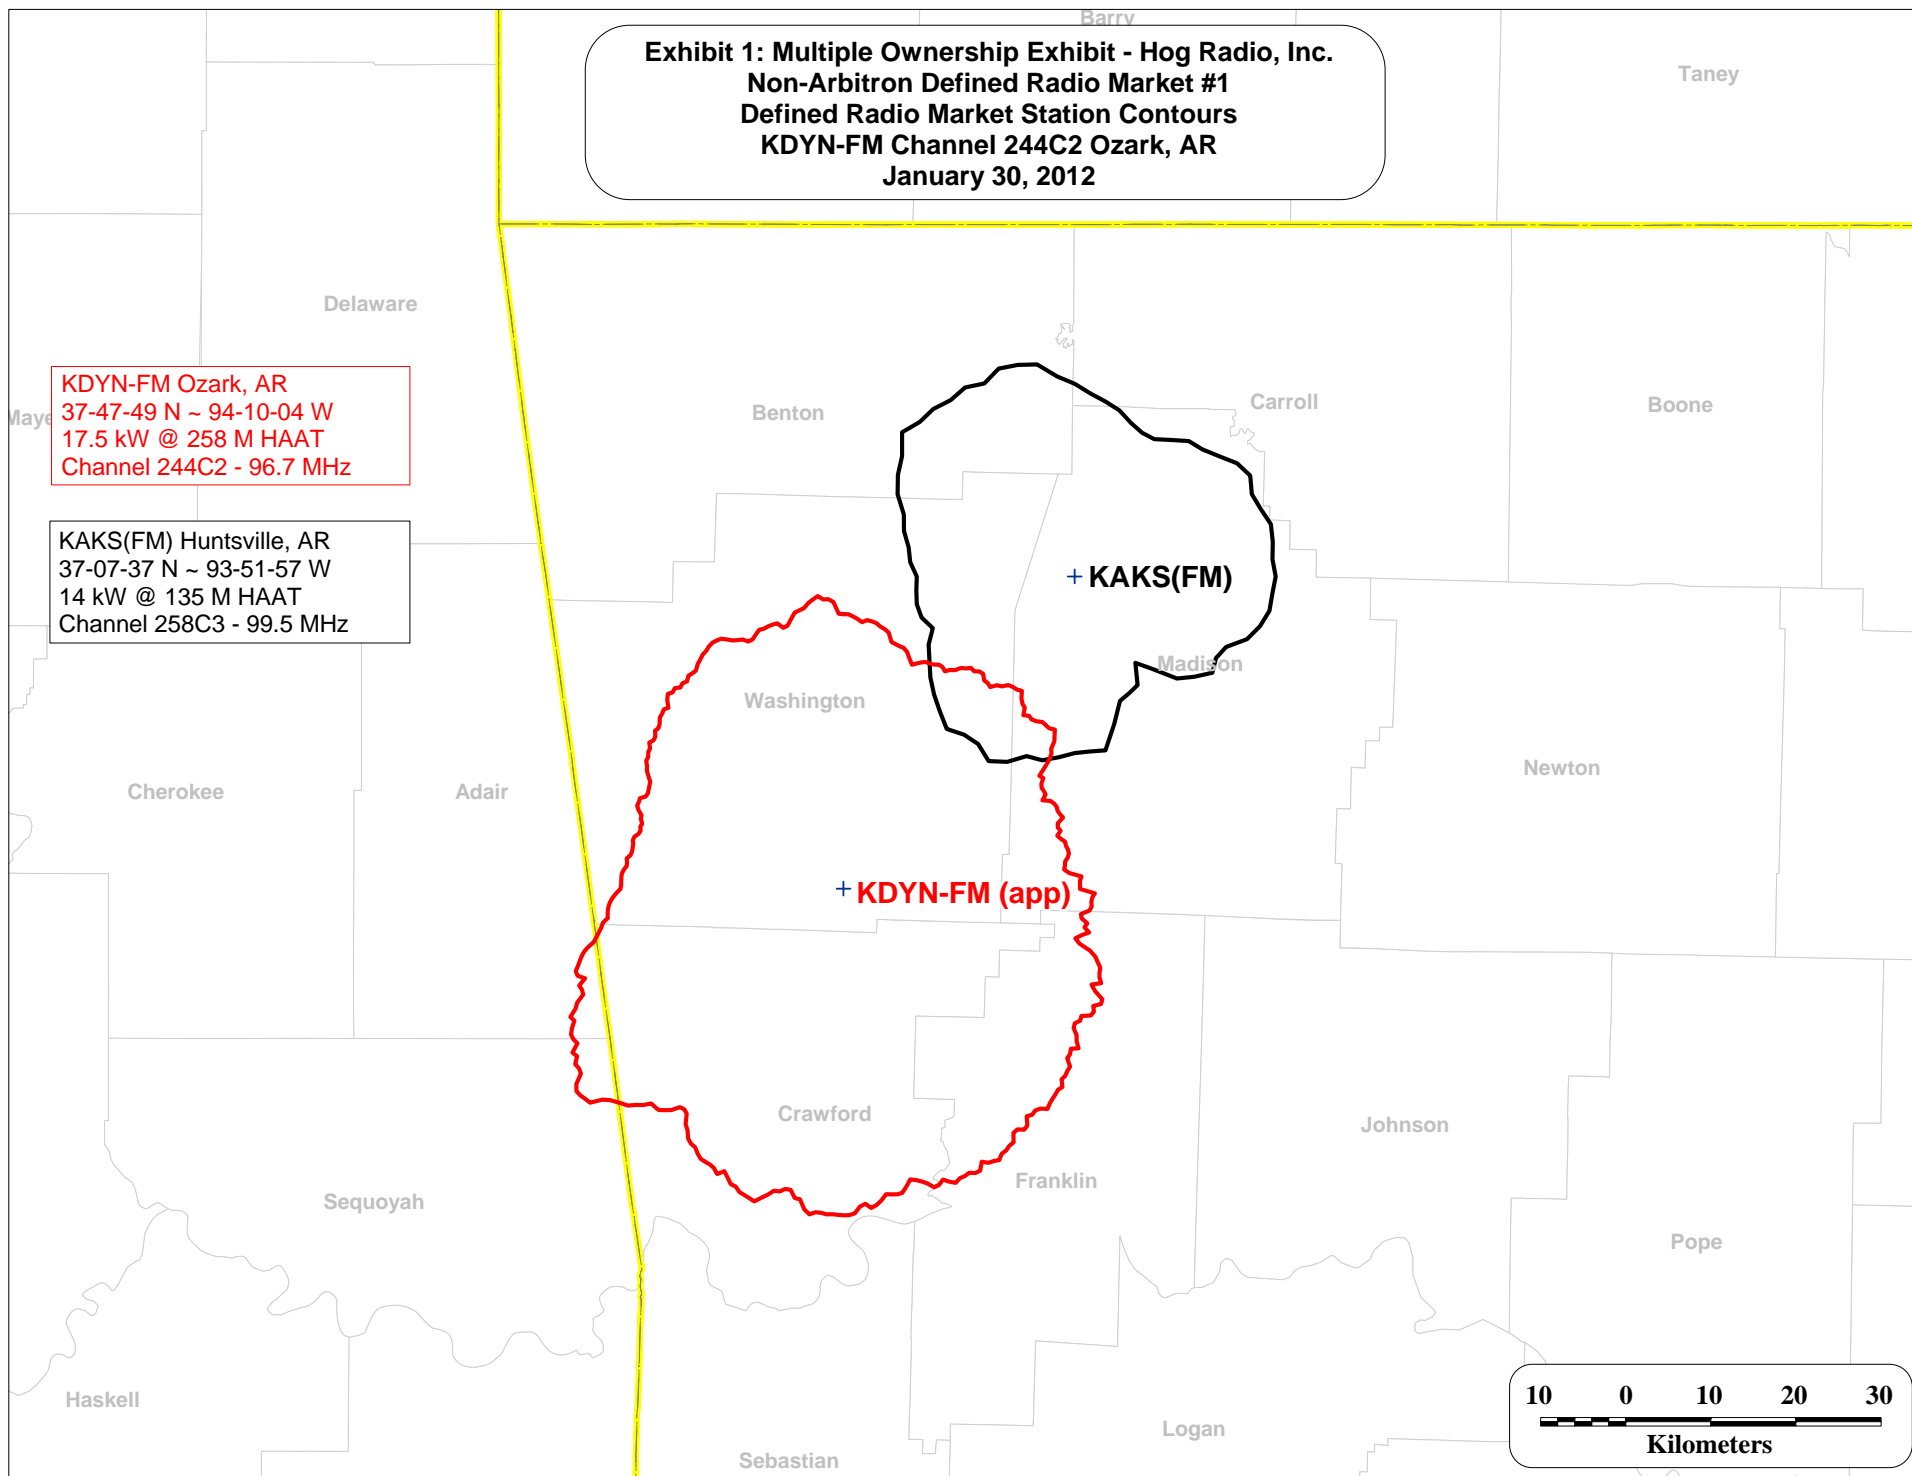 Barry
Exhibit 1: Multiple Ownership Exhibit - Hog Radio, Inc.
Non-Arbitron Defined Radio Market #1
Defined Radio Market Station Contours
KDYN-FM Channel 244C2 Ozark, AR
January 30, 2012
Taney
Delaware
KDYN-FM Ozark, AR
37-47-49 N ~ 94-10-04 W
17.5 kW @ 258 M HAAT
Channel 244C2 - 96.7 MHz
Maye
Benton
Carroll
Boone
KAKS(FM) Huntsville, AR
37-07-37 N ~ 93-51-57 W
14 kW @ 135 M HAAT
Channel 258C3 - 99.5 MHz
KAKS(FM)
Madison
Washington
Cherokee
Adair
Newton
KDYN-FM (app)
Crawford
Johnson
Franklin
Sequoyah
Pope
Haskell
Logan
Sebastian
10 0 10 20 30
Kilometers